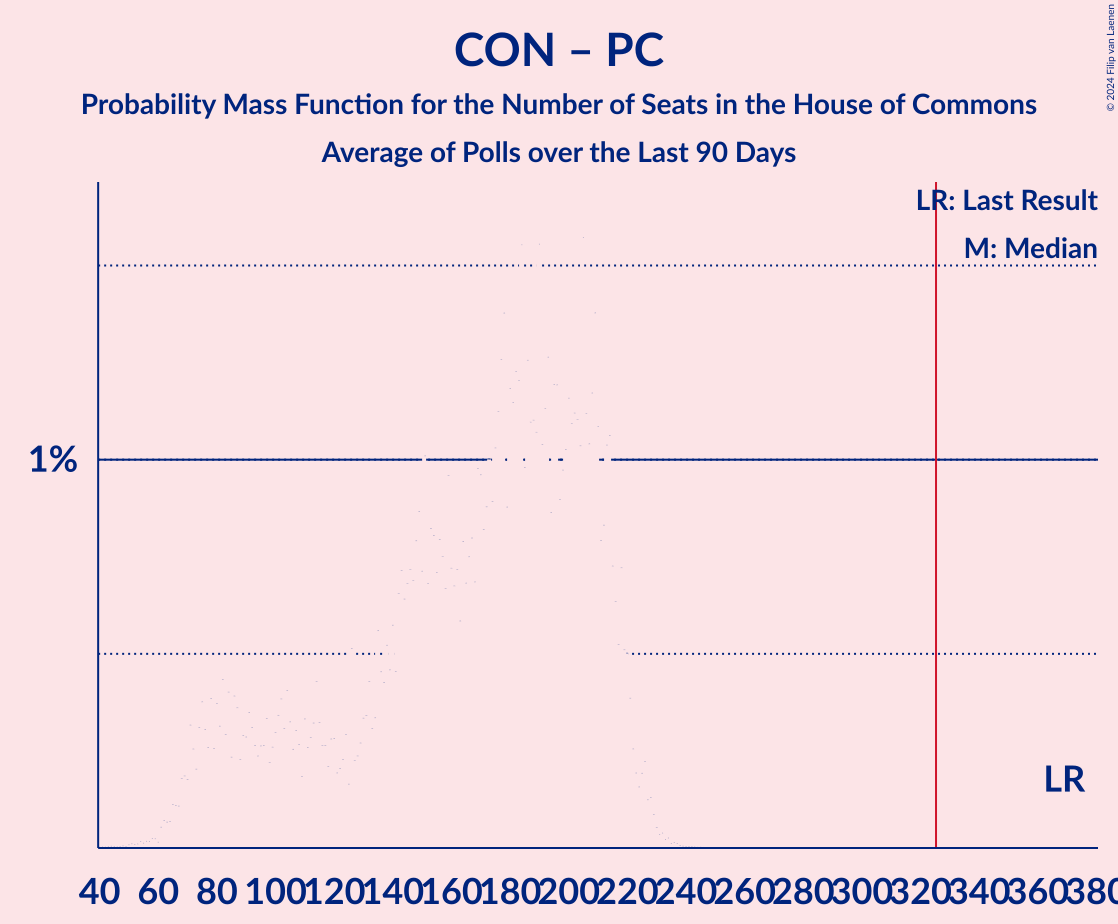 CON – PC
Probability Mass Function for the Number of Seats in the House of Commons
Average of Polls over the Last 90 Days
© 2024 Filip van Laenen
LR: Last Result
M: Median
1%
LR
40 60 80 100 120 140 160 180 200 220 240 260 280 300 320 340 360 380